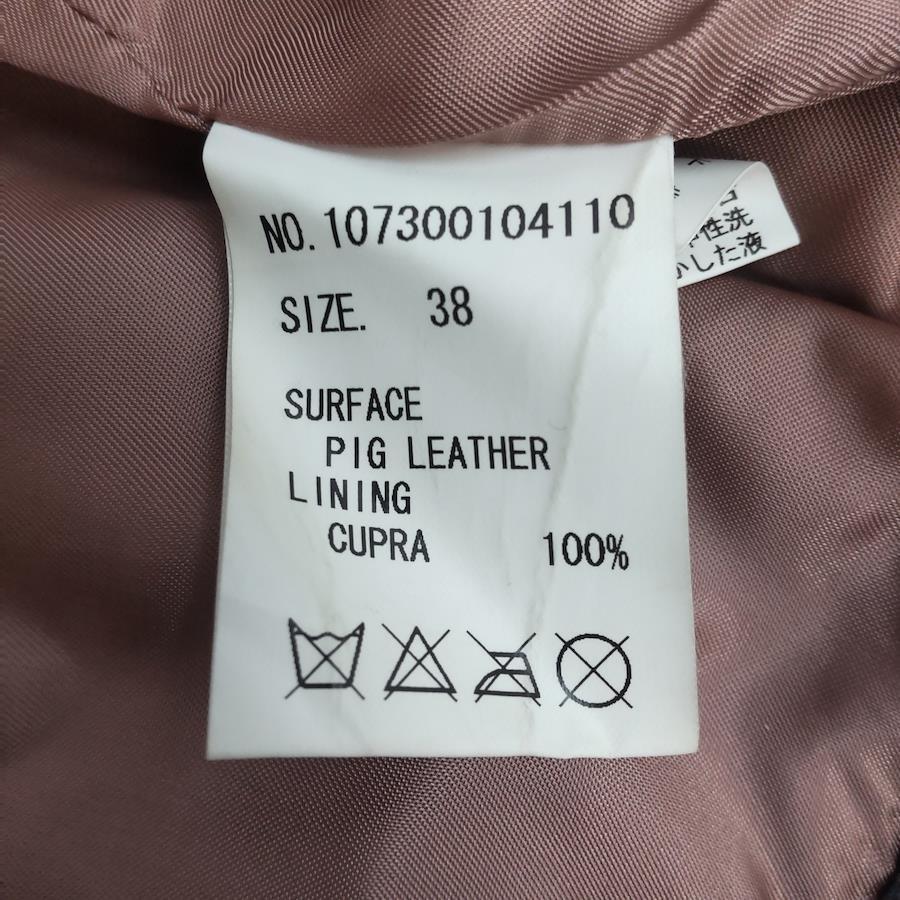 NO. 107300104110
SIZE. 38
SURFACE
PIG LEATHER
LINING
CUPRA 100%
性洗
かした液